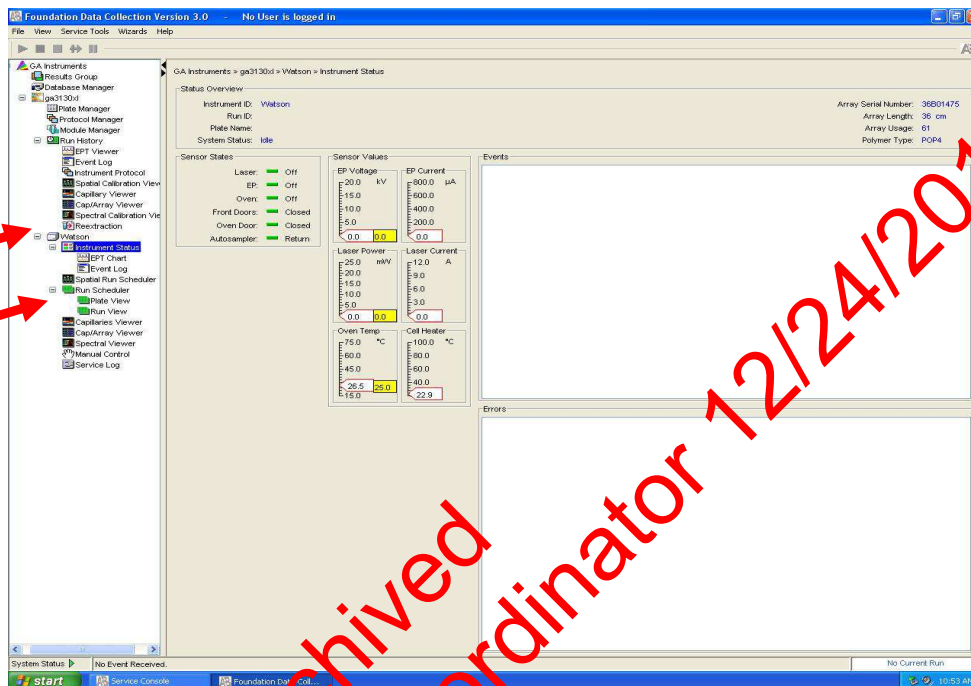 Foundation Data Collection Version 3.0 - No User is logged in
File View Service Tools Wizards Help
GA Instruments
Results Group
Database Manager
ga3130xl
Plate Manager
Protocol Manager
Module Manager
Run History
EPT Viewer
Event Log
Instrument Protocol
Spatial Calibration View
Capillary Viewer
Cap/Array Viewer
Spectral Calibration Vie
Reextraction
Watson
Instrument Status
EPT Chart
Event Log
Spatial Run Scheduler
Run Scheduler
Plate View
Run View
Capillaries Viewer
Cap/Array Viewer
Spectral Viewer
Manual Control
Service Log
GA Instruments > ga3130xl > Watson > Instrument Status
Status Overview
Instrument ID: Watson
Run ID:
Plate Name:
System Status: Idle
Array Serial Number: 36B01475
Array Length: 36 cm
Array Usage: 61
Polymer Type: POP4
Sensor States
Laser: Off
EP: Off
Oven: Off
Front Doors: Closed
Oven Door: Closed
Autosampler: Return
Sensor Values
EP Voltage
20.0 kV
15.0
10.0
5.0
0.0 0.0
EP Current
800.0 µA
600.0
400.0
200.0
0.0
Laser Power
25.0 mW
20.0
15.0
10.0
5.0
0.0 0.0
Laser Current
12.0 A
9.0
6.0
3.0
0.0
Oven Temp
75.0 °C
60.0
45.0
26.5 25.0
15.0
Cell Heater
100.0 °C
80.0
60.0
40.0
22.9
Events
Errors
hived
rdinator 12/24/201
System Status No Event Received.
No Current Run
start Service Console Foundation Dat Coll... 10:53 AM